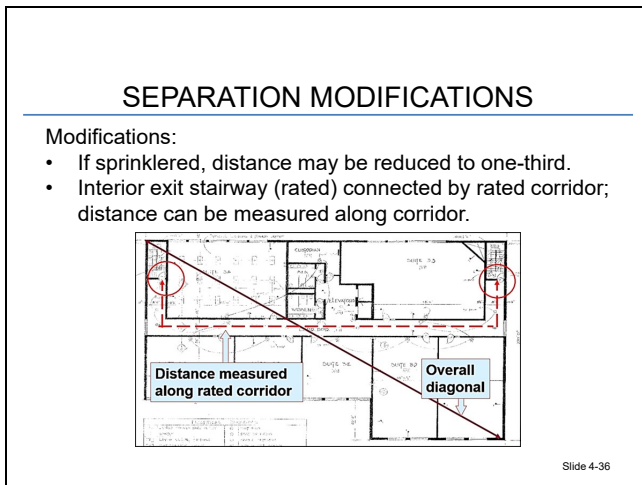 SEPARATION MODIFICATIONS
Modifications:
• If sprinklered, distance may be reduced to one-third.
• Interior exit stairway (rated) connected by rated corridor;
distance can be measured along corridor.
CUSTODIAN
ELEVATOR
Distance measured
along rated corridor
Overall
diagonal
Slide 4-36